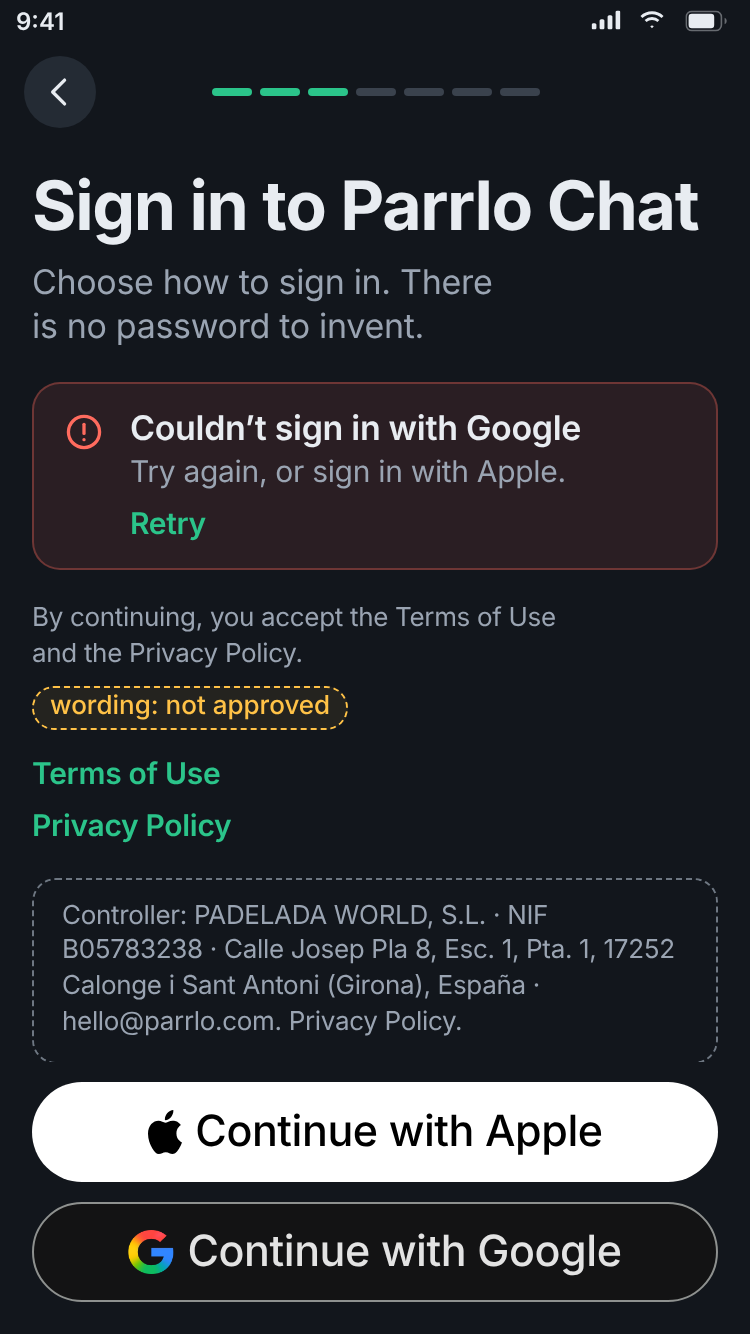 9:41
Sign in to Parrlo Chat
Choose how to sign in. There
is no password to invent.
Couldn’t sign in with Google
Try again, or sign in with Apple.
Retry
By continuing, you accept the Terms of Use
and the Privacy Policy.
wording: not approved
Terms of Use
Privacy Policy
Controller: PADELADA WORLD, S.L. · NIF
B05783238 · Calle Josep Pla 8, Esc. 1, Pta. 1, 17252
Calonge i Sant Antoni (Girona), España ·
hello@parrlo.com. Privacy Policy.
Continue with Apple
Continue with Google